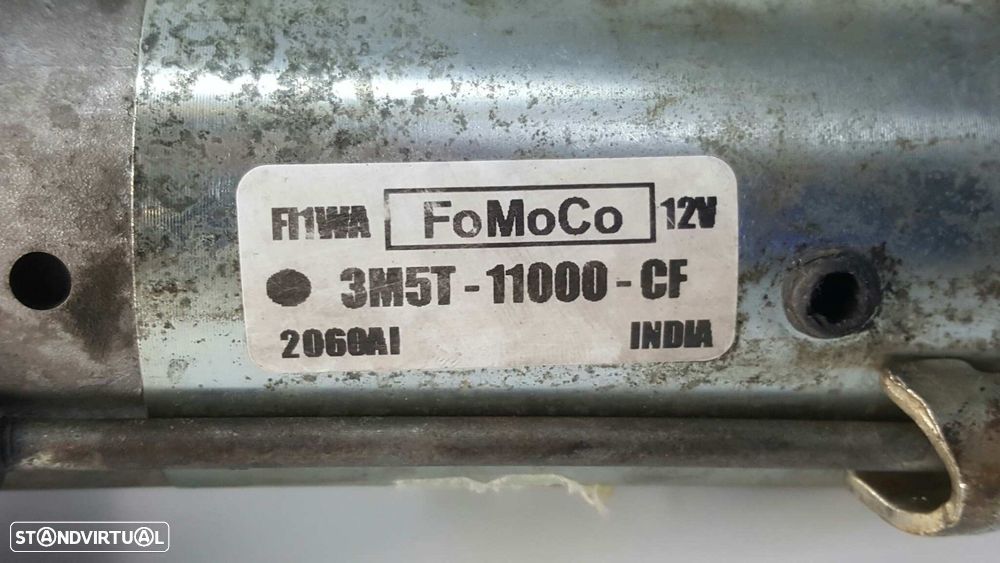 FI1WA FoMoCo 12V
3M5T-11000-CF
2060AI INDIA
STANDVIRTUAL